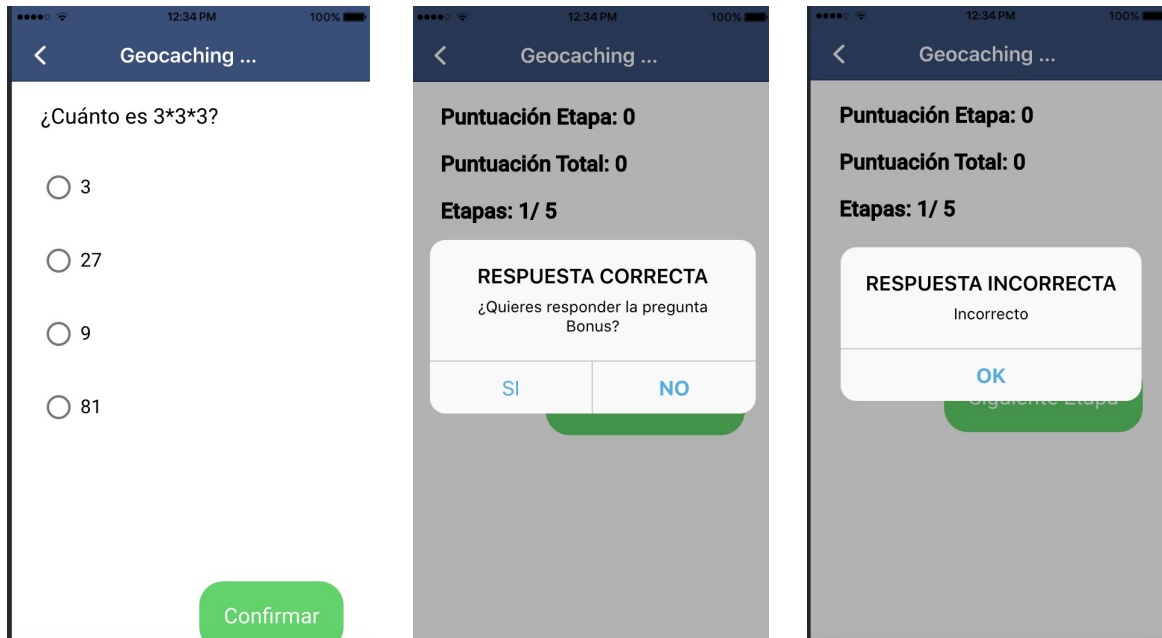 12:34 PM
100%
Geocaching ...
¿Cuánto es 3*3*3?
3
27
9
81
Confirmar
12:34 PM
100%
Geocaching ...
Puntuación Etapa: 0
Puntuación Total: 0
Etapas: 1/ 5
RESPUESTA CORRECTA
¿Quieres responder la pregunta
Bonus?
SI
NO
12:34 PM
100%
Geocaching ...
Puntuación Etapa: 0
Puntuación Total: 0
Etapas: 1/ 5
RESPUESTA INCORRECTA
Incorrecto
OK
Siguiente Etapa